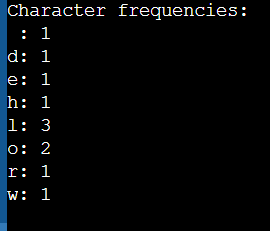 Character frequencies:
 : 1
d: 1
e: 1
h: 1
l: 3
o: 2
r: 1
w: 1